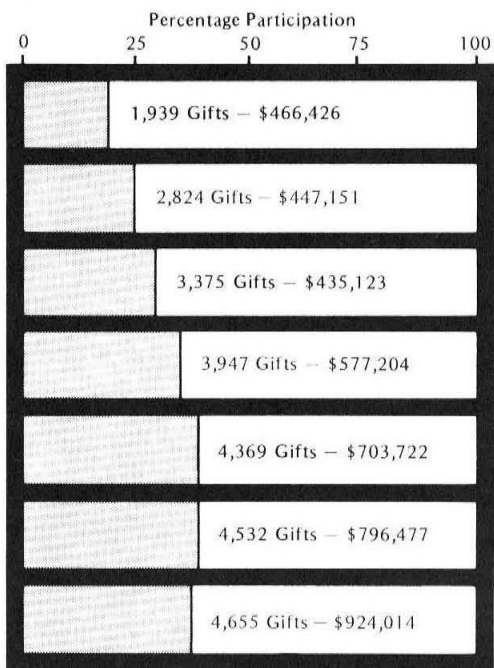 Percentage Participation
0 25 50 75 100
1,939 Gifts — $466,426
2,824 Gifts — $447,151
3,375 Gifts — $435,123
3,947 Gifts — $577,204
4,369 Gifts — $703,722
4,532 Gifts — $796,477
4,655 Gifts — $924,014